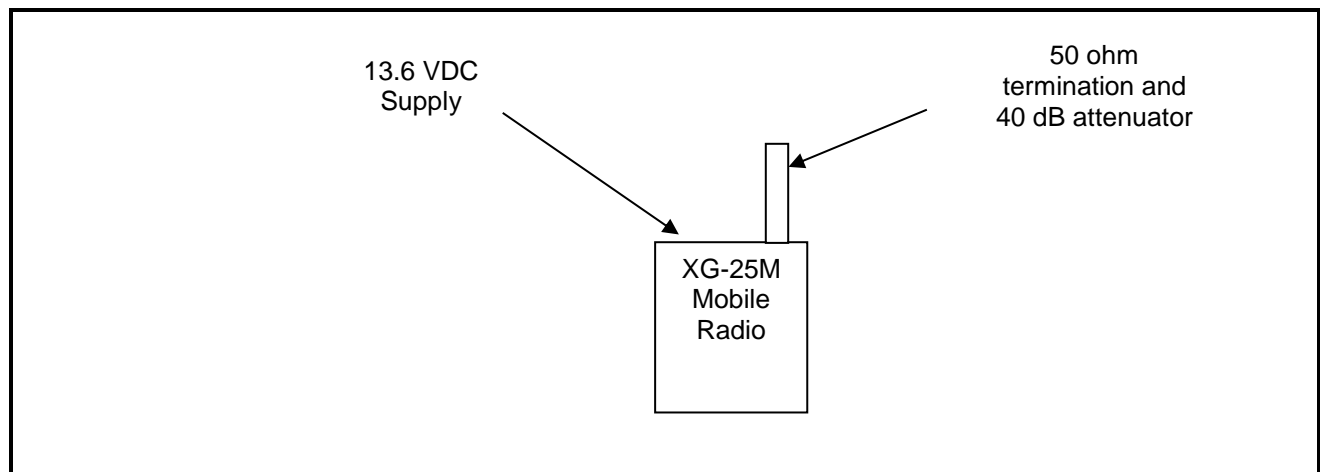 13.6 VDC
Supply
50 ohm
termination and
40 dB attenuator
XG-25M
Mobile
Radio